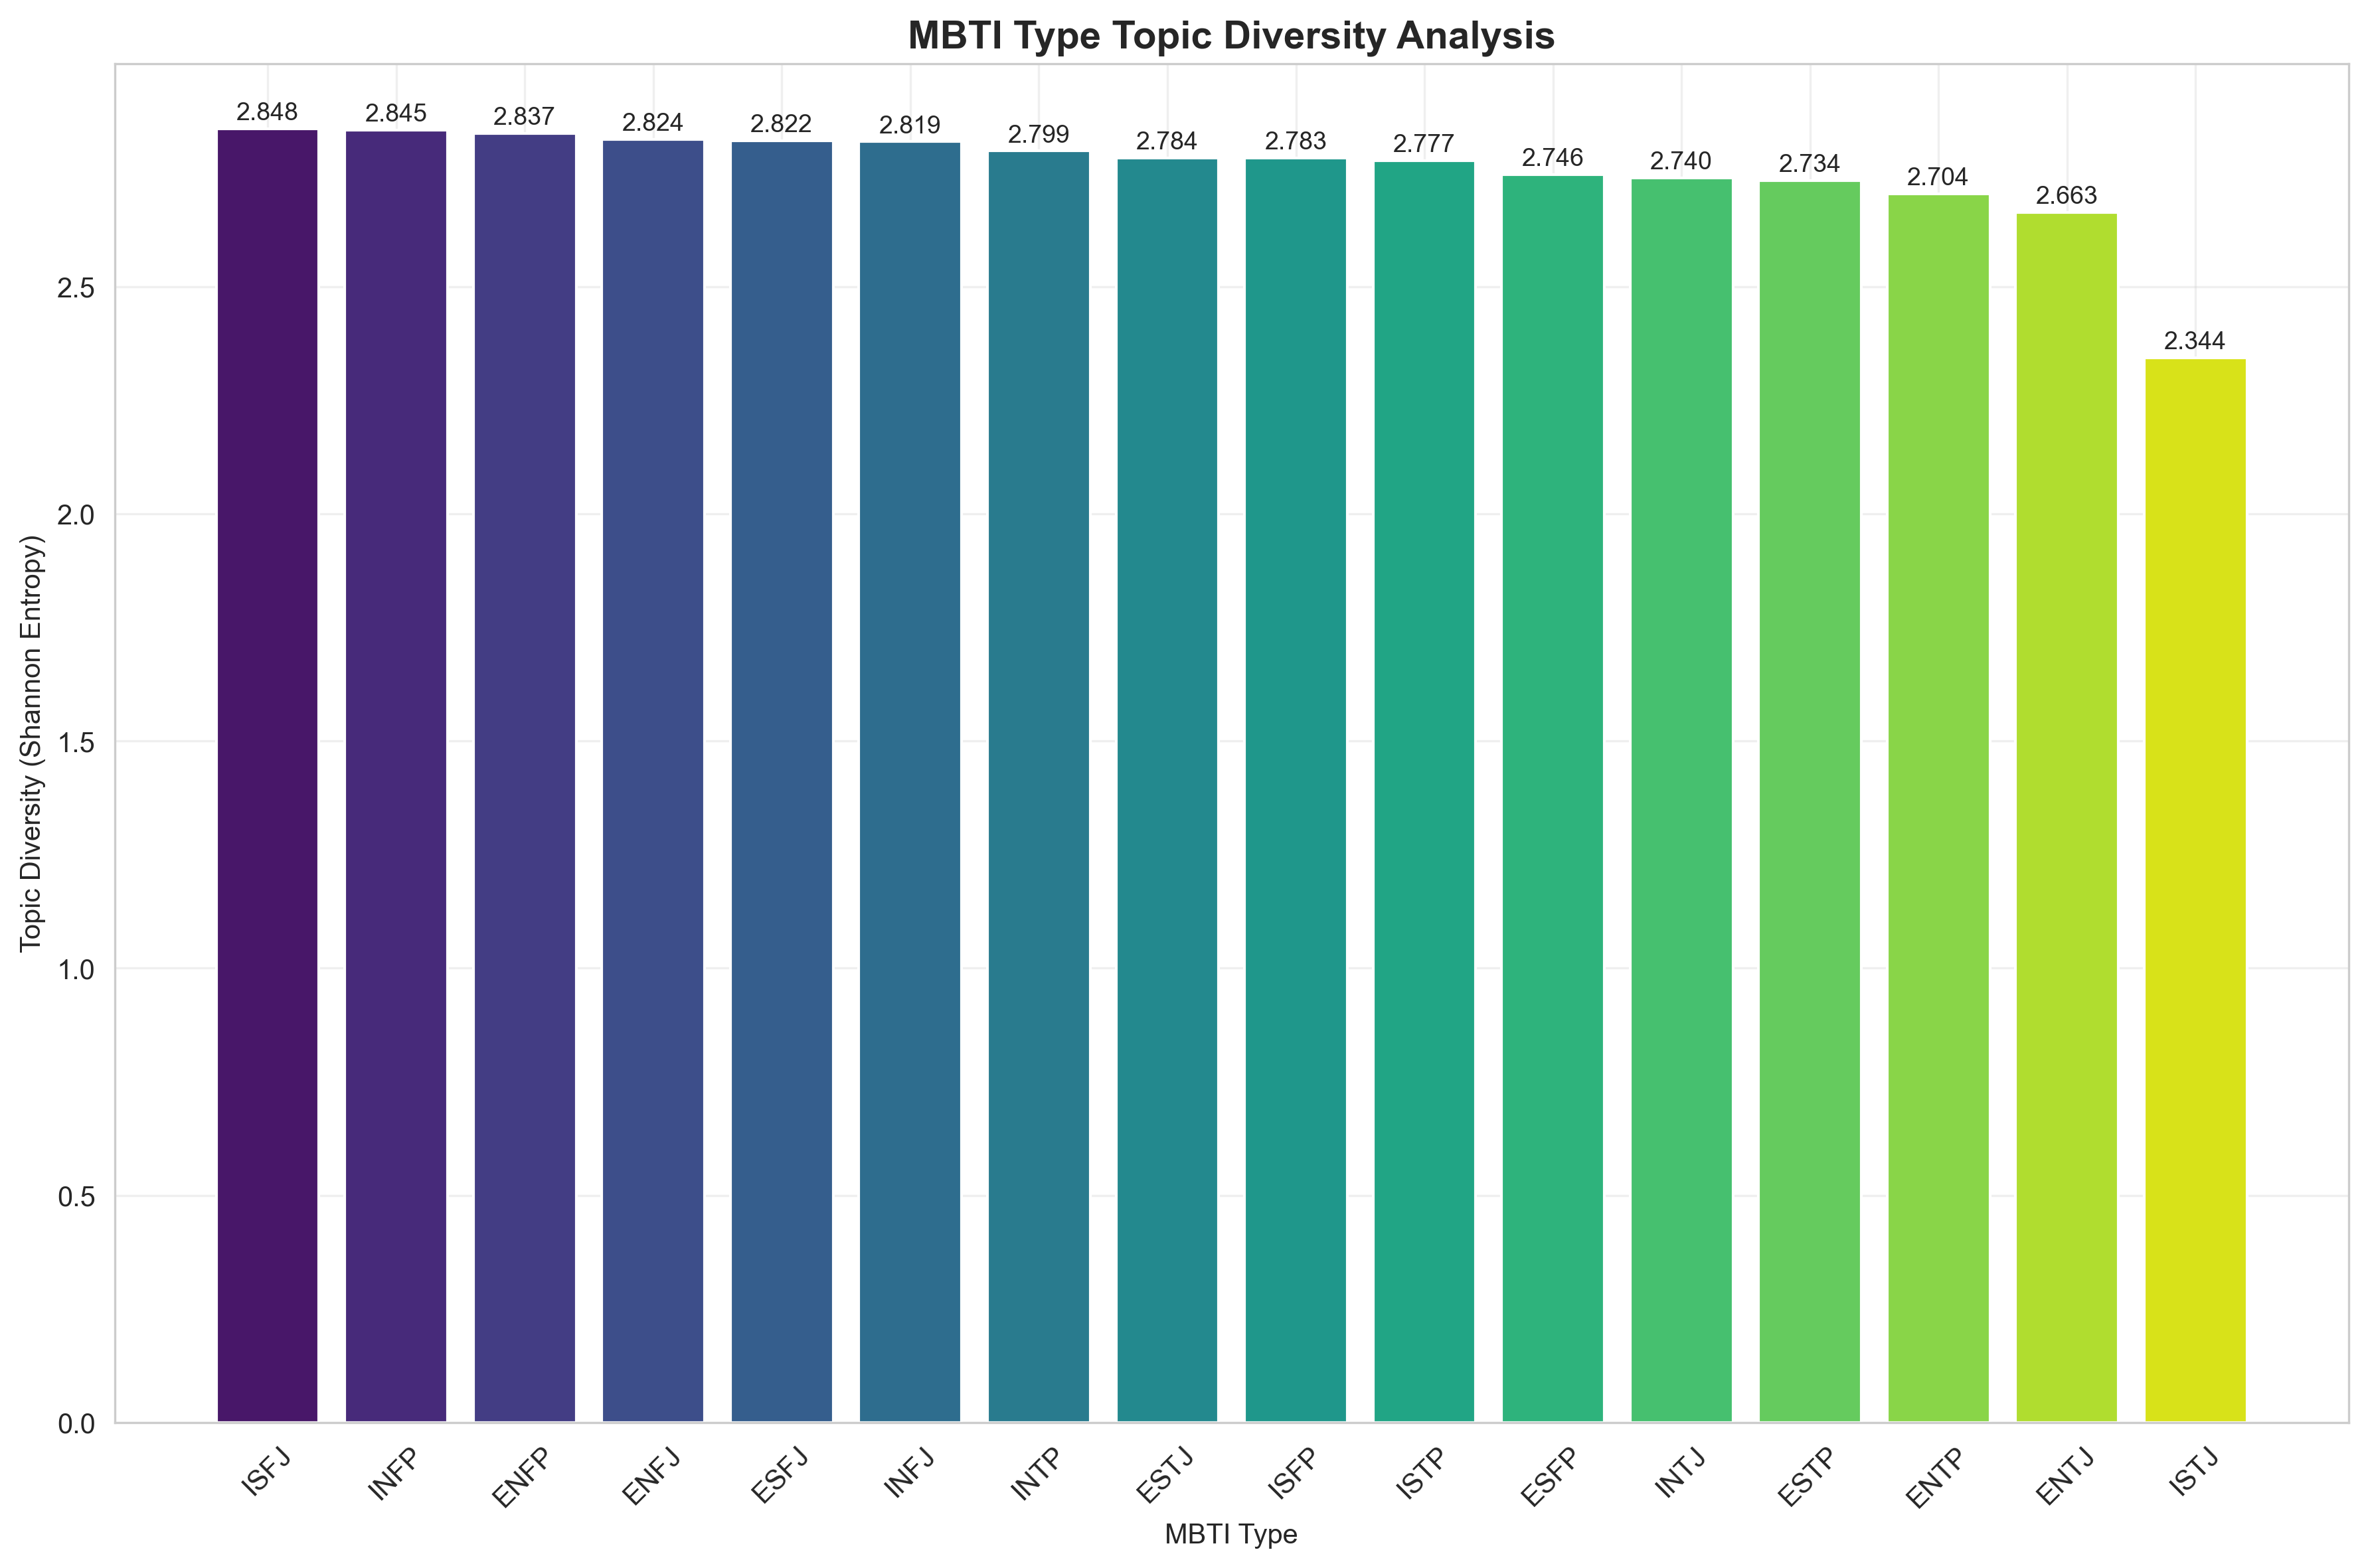 MBTI Type Topic Diversity Analysis
Topic Diversity (Shannon Entropy)
2.5
2.0
1.5
1.0
0.5
0.0
2.848
2.845
2.837
2.824
2.822
2.819
2.799
2.784
2.783
2.777
2.746
2.740
2.734
2.704
2.663
2.344
ISFJ
INFP
ENFP
ENFJ
ESFJ
INFJ
INTP
ESTJ
ISFP
ISTP
ESFP
INTJ
ESTP
ENTP
ENTJ
ISTJ
MBTI Type